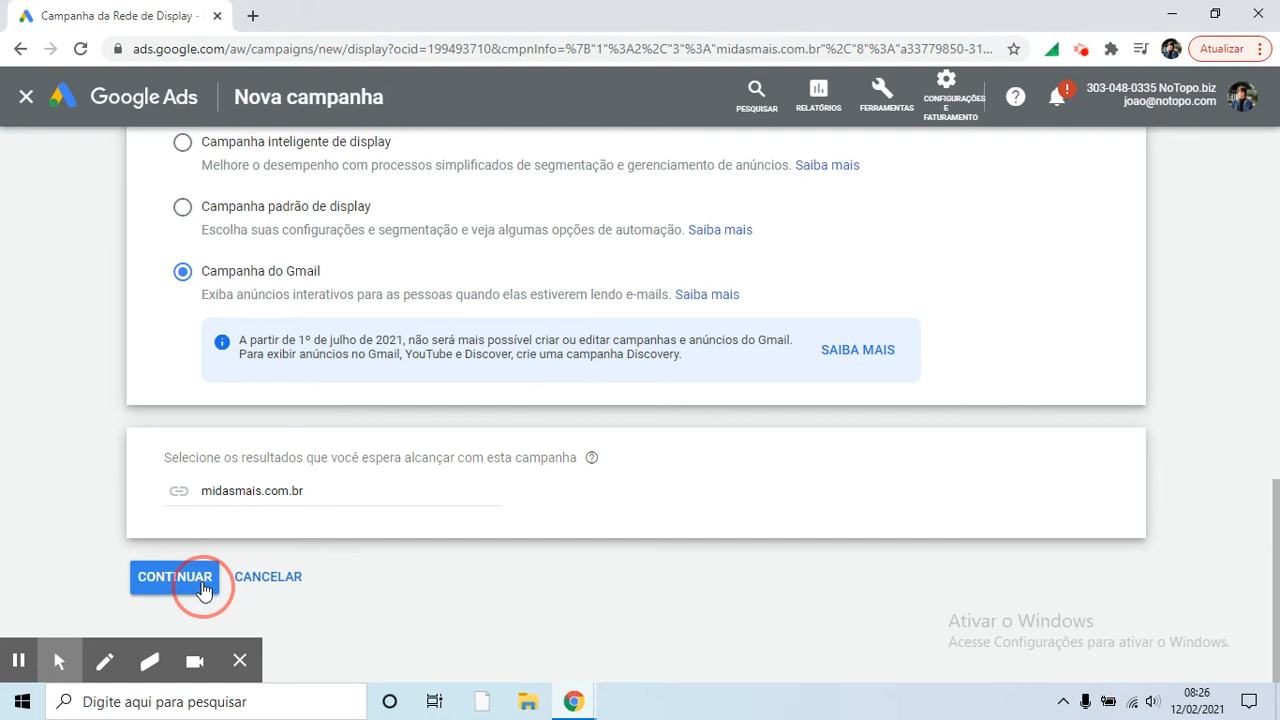 Campanha da Rede de Display -
ads.google.com/aw/campaigns/new/display?ocid=199493710&cmpnInfo=%7B"1"%3A2%2C"3"%3A"midasmais.com.br"%2C"8"%3A"a33779850-31...
Atualizar
Google Ads
Nova campanha
PESQUISAR
RELATÓRIOS
FERRAMENTAS
CONFIGURAÇÕES
E
FATURAMENTO
303-048-0335 NoTopo.biz
joao@notopo.com
Campanha inteligente de display
Melhore o desempenho com processos simplificados de segmentação e gerenciamento de anúncios. Saiba mais
Campanha padrão de display
Escolha suas configurações e segmentação e veja algumas opções de automação. Saiba mais
Campanha do Gmail
Exiba anúncios interativos para as pessoas quando elas estiverem lendo e-mails. Saiba mais
A partir de 1º de julho de 2021, não será mais possível criar ou editar campanhas e anúncios do Gmail.
Para exibir anúncios no Gmail, YouTube e Discover, crie uma campanha Discovery.
SAIBA MAIS
Selecione os resultados que você espera alcançar com esta campanha
midasmais.com.br
CONTINUAR
CANCELAR
Ativar o Windows
Acesse Configurações para ativar o Windows.
Digite aqui para pesquisar
08:26
12/02/2021